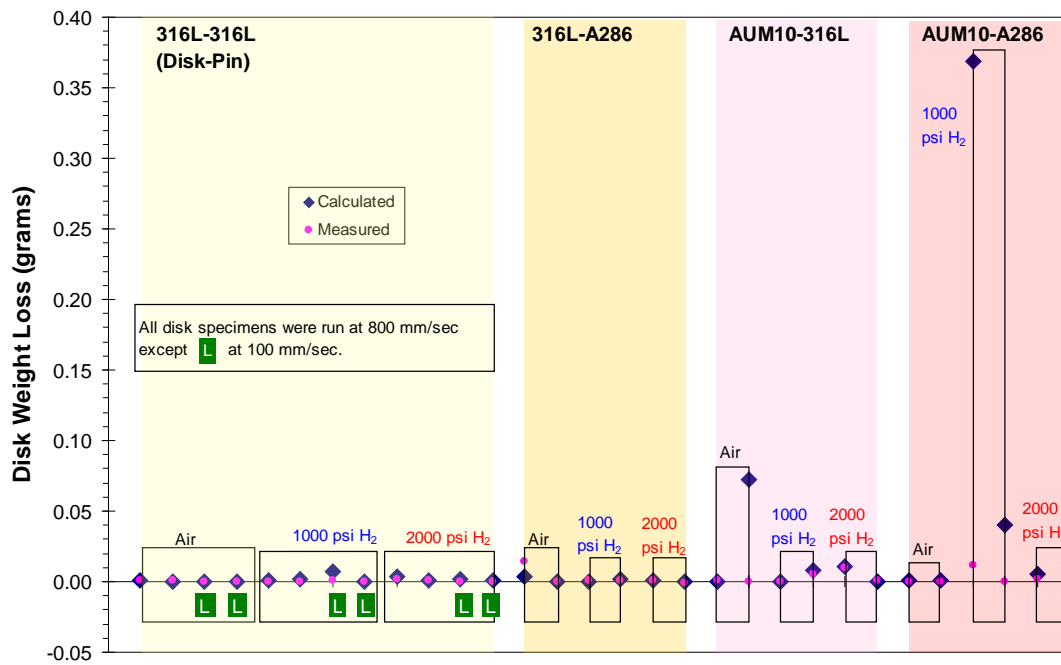 0.40
0.35
0.30
0.25
0.20
0.15
0.10
0.05
0.00
-0.05
Disk Weight Loss (grams)
316L-316L
(Disk-Pin)
316L-A286
AUM10-316L
AUM10-A286
1000
psi H₂
Calculated
Measured
All disk specimens were run at 800 mm/sec
except L at 100 mm/sec.
Air
1000 psi H₂
2000 psi H₂
L
L
L
L
L
L
Air
1000
psi H₂
2000
psi H₂
Air
1000
psi H₂
2000
psi H₂
Air
2000
psi H